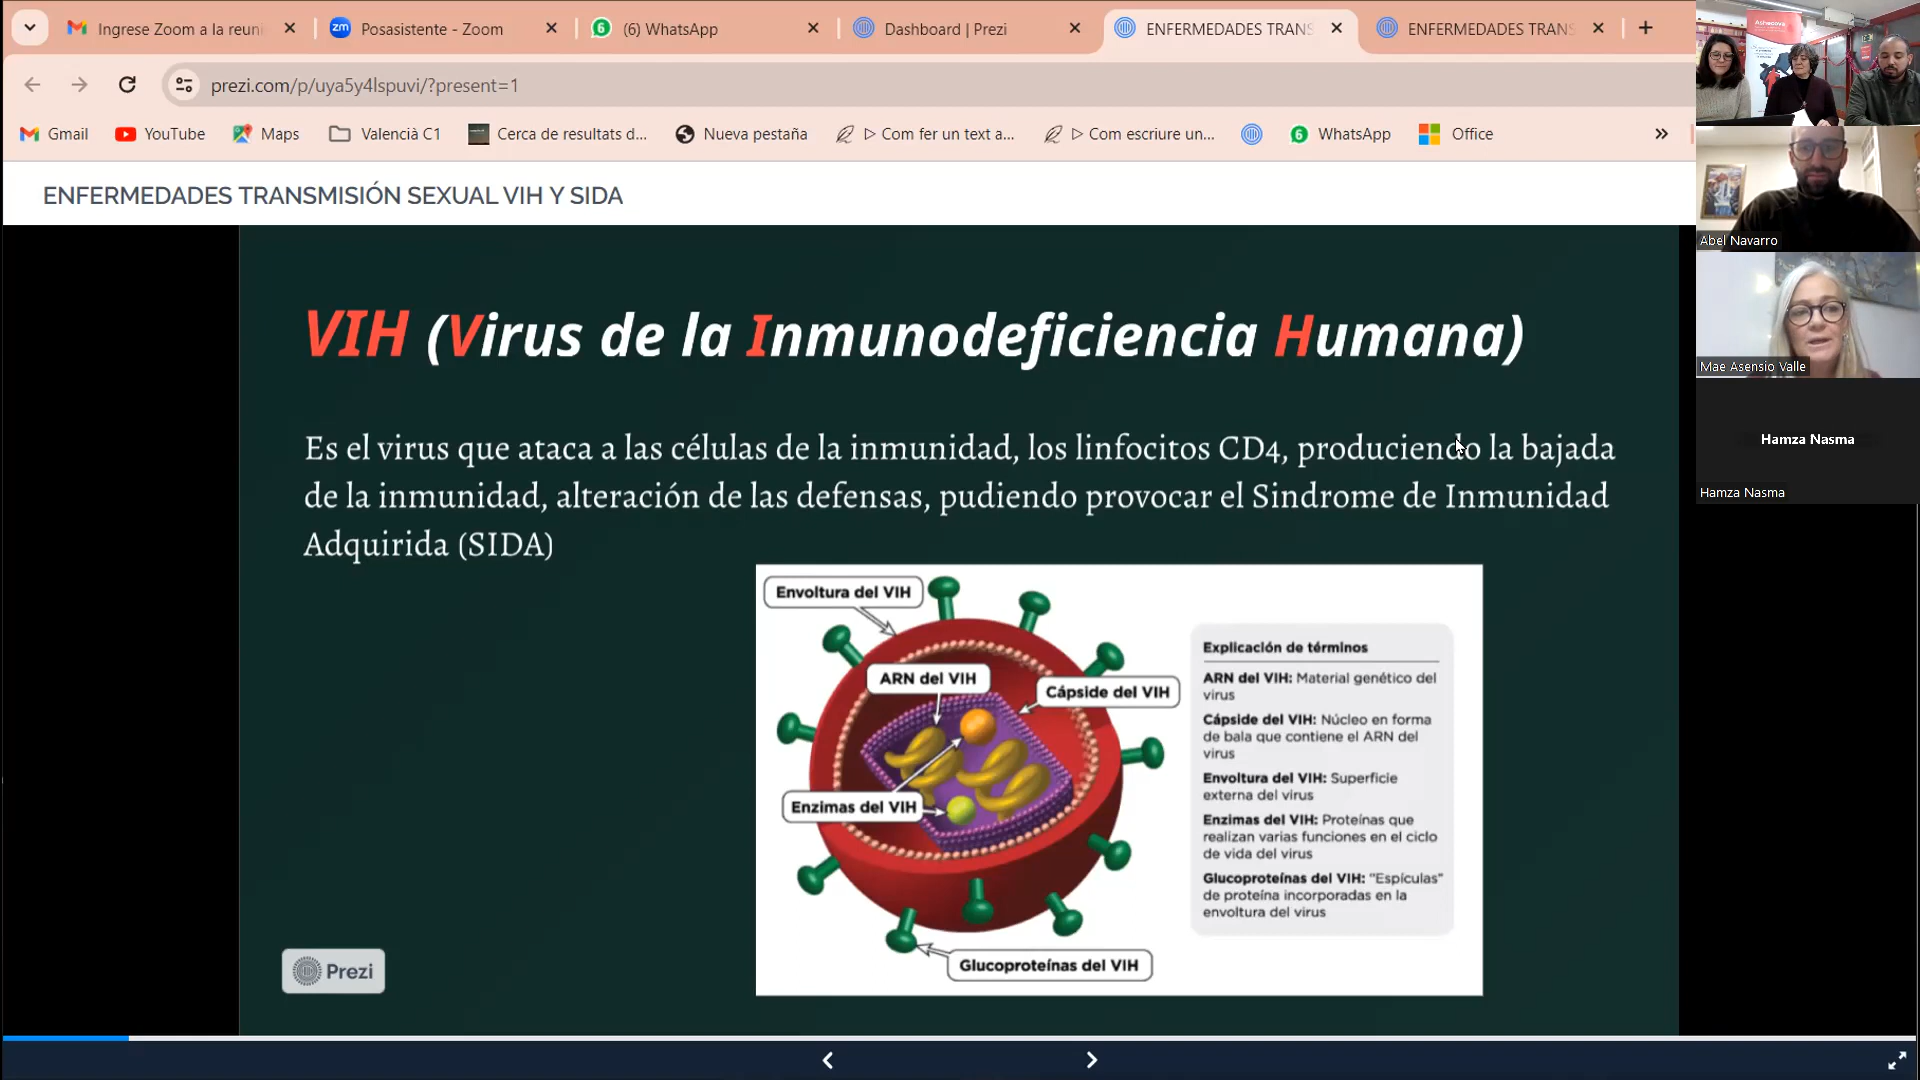 Ingrese Zoom a la reuni
Posasistente - Zoom
(6) WhatsApp
Dashboard | Prezi
ENFERMEDADES TRANS
ENFERMEDADES TRANS
prezi.com/p/uya5y4lspuvi/?present=1
Gmail
YouTube
Maps
Valencià C1
Cerca de resultats d...
Nueva pestaña
Com fer un text a...
Com escriure un...
WhatsApp
Office
ENFERMEDADES TRANSMISIÓN SEXUAL VIH Y SIDA
VIH (Virus de la Inmunodeficiencia Humana)
Es el virus que ataca a las células de la inmunidad, los linfocitos CD4, produciendo la bajada
de la inmunidad, alteración de las defensas, pudiendo provocar el Sindrome de Inmunidad
Adquirida (SIDA)
Envoltura del VIH
ARN del VIH
Cápside del VIH
Enzimas del VIH
Glucoproteínas del VIH
Explicación de términos
ARN del VIH: Material genético del
virus
Cápside del VIH: Núcleo en forma
de bala que contiene el ARN del
virus
Envoltura del VIH: Superficie
externa del virus
Enzimas del VIH: Proteínas que
realizan varias funciones en el ciclo
de vida del virus
Glucoproteínas del VIH: "Espículas"
de proteína incorporadas en la
envoltura del virus
Prezi
Abel Navarro
Mae Asensio Valle
Hamza Nasma
Hamza Nasma